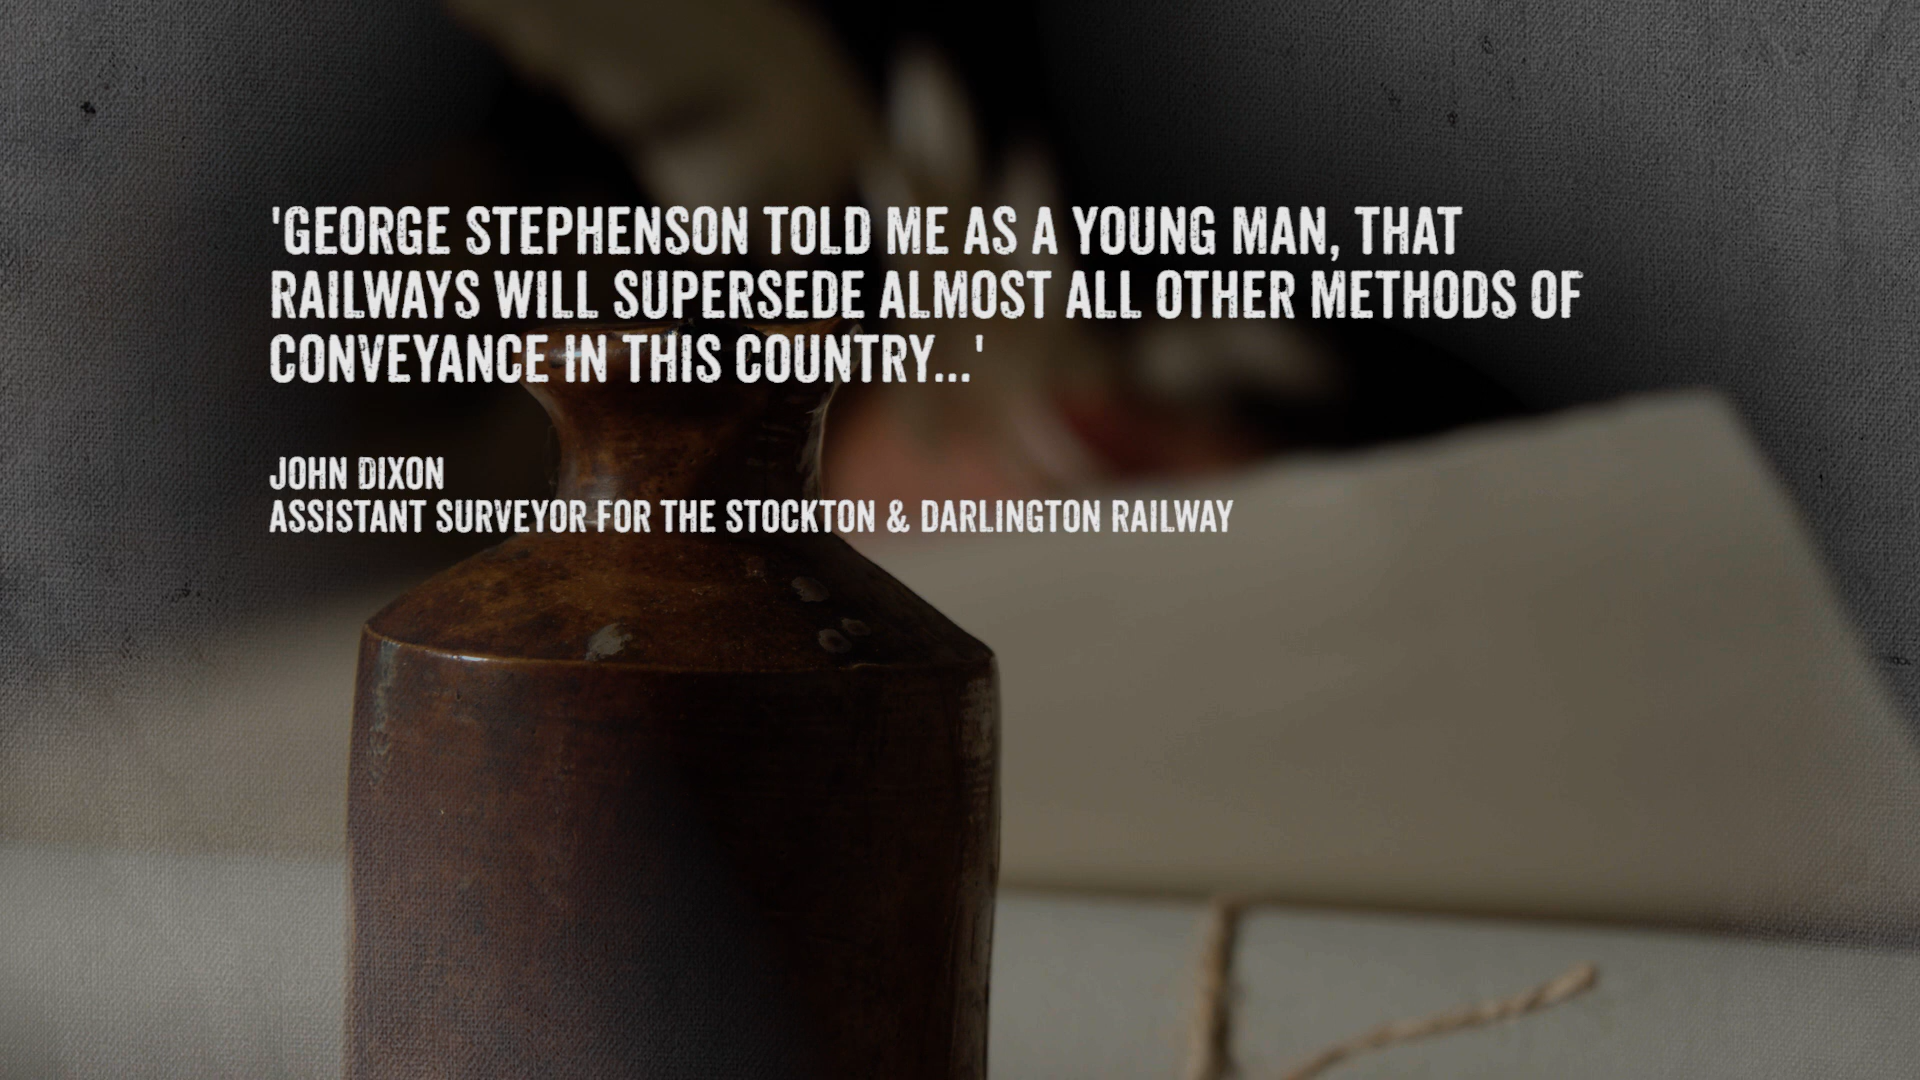 'GEORGE STEPHENSON TOLD ME AS A YOUNG MAN, THAT
RAILWAYS WILL SUPERSEDE ALMOST ALL OTHER METHODS OF
CONVEYANCE IN THIS COUNTRY...'
JOHN DIXON
ASSISTANT SURVEYOR FOR THE STOCKTON & DARLINGTON RAILWAY